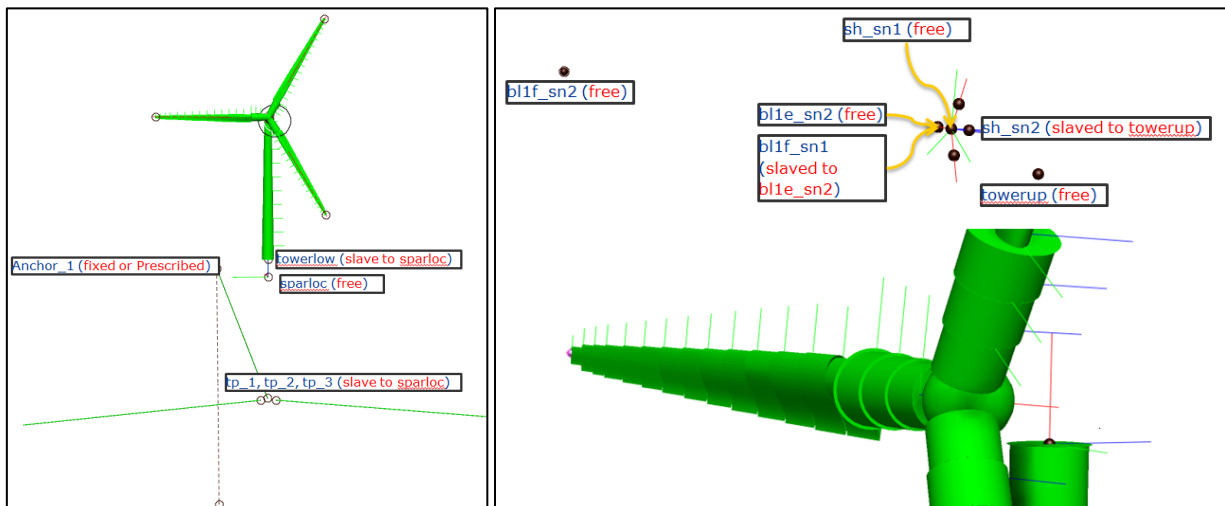 towerlow (slave to sparloc)
Anchor_1 (fixed or Prescribed)
sparloc (free)
tp_1, tp_2, tp_3 (slave to sparloc)
sh_sn1 (free)
bl1f_sn2 (free)
bl1e_sn2 (free)
sh_sn2 (slaved to towerup)
bl1f_sn1
(slaved to
bl1e_sn2)
towerup (free)